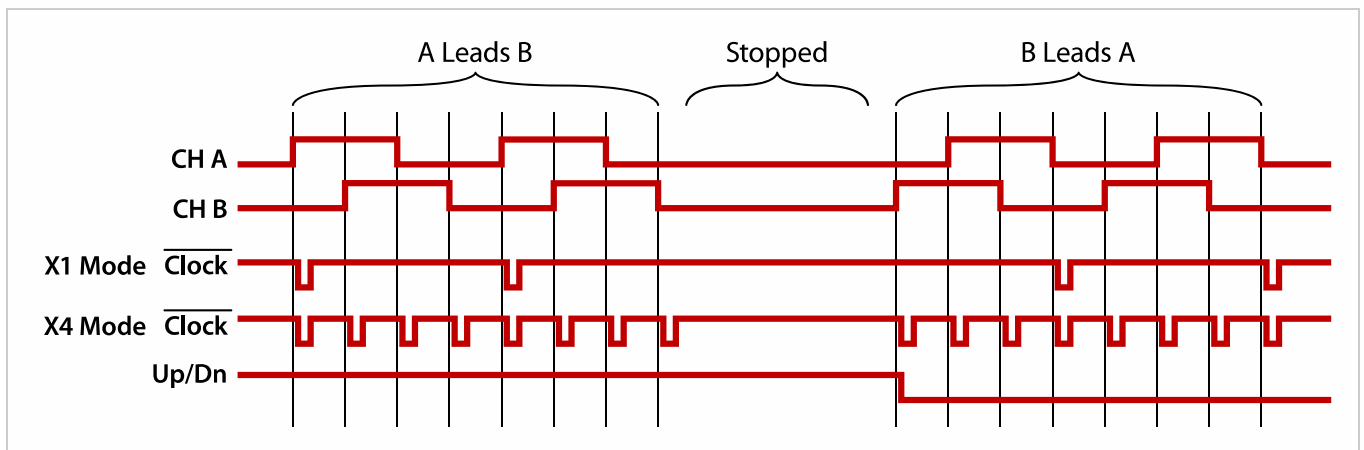 A Leads B
Stopped
B Leads A
CH A
CH B
X1 Mode Clock
X4 Mode Clock
Up/Dn